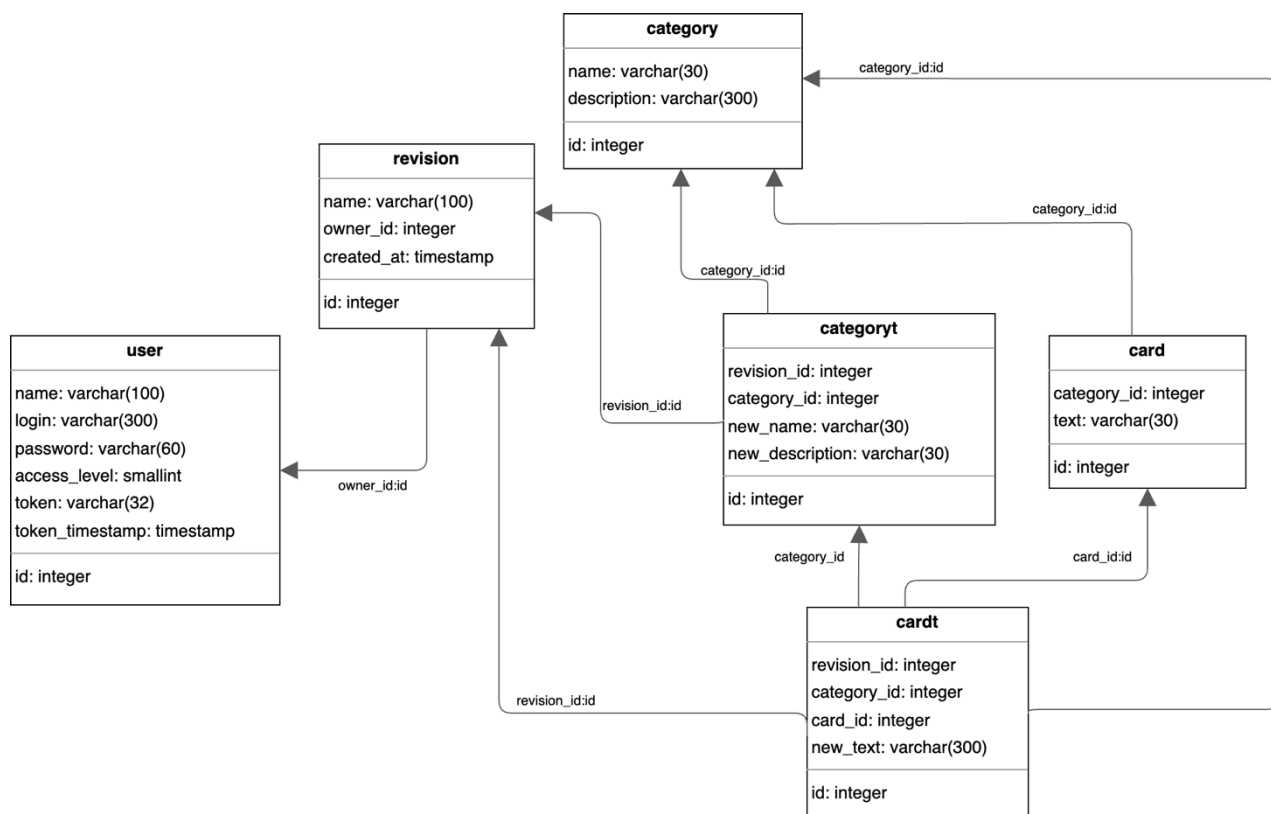 category
name: varchar(30)
description: varchar(300)
id: integer
category_id:id
revision
name: varchar(100)
owner_id: integer
created_at: timestamp
id: integer
category_id:id
category_id:id
user
name: varchar(100)
login: varchar(300)
password: varchar(60)
access_level: smallint
token: varchar(32)
token_timestamp: timestamp
id: integer
owner_id:id
revision_id:id
categoryt
revision_id: integer
category_id: integer
new_name: varchar(30)
new_description: varchar(30)
id: integer
card
category_id: integer
text: varchar(30)
id: integer
category_id
card_id:id
revision_id:id
cardt
revision_id: integer
category_id: integer
card_id: integer
new_text: varchar(300)
id: integer